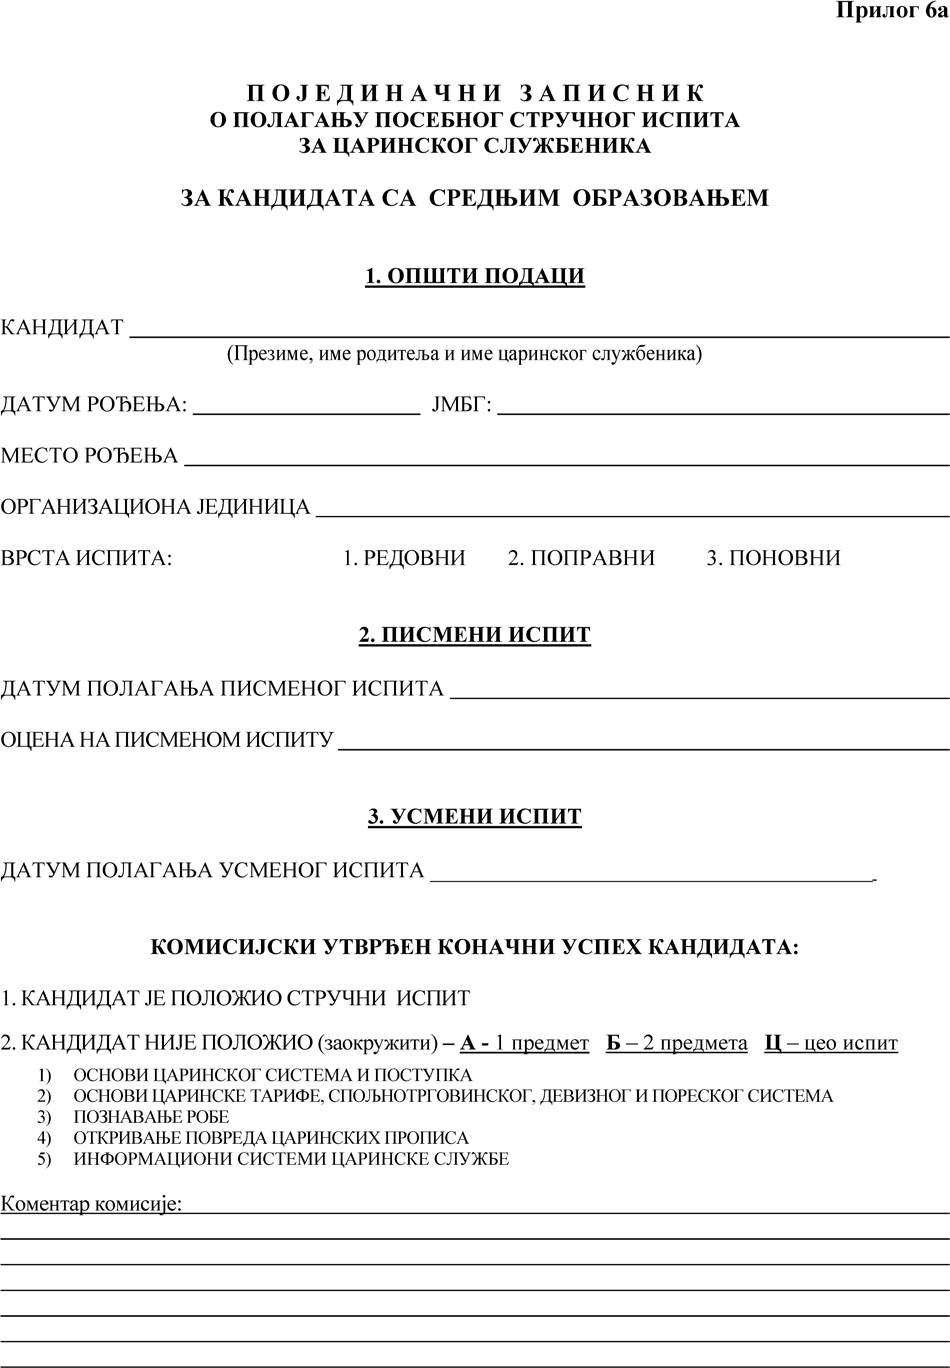 Прилог 6а
П О Ј Е Д И Н А Ч Н И   З А П И С Н И К
О ПОЛАГАЊУ ПОСЕБНОГ СТРУЧНОГ ИСПИТА
ЗА ЦАРИНСКОГ СЛУЖБЕНИКА
ЗА КАНДИДАТА СА  СРЕДЊИМ  ОБРАЗОВАЊЕМ
1. ОПШТИ ПОДАЦИ
КАНДИДАТ
(Презиме, име родитеља и име царинског службеника)
ДАТУМ РОЂЕЊА: ЈМБГ:
МЕСТО РОЂЕЊА
ОРГАНИЗАЦИОНА ЈЕДИНИЦА
ВРСТА ИСПИТА: 1. РЕДОВНИ 2. ПОПРАВНИ 3. ПОНОВНИ
2. ПИСМЕНИ ИСПИТ
ДАТУМ ПОЛАГАЊА ПИСМЕНОГ ИСПИТА
ОЦЕНА НА ПИСМЕНОМ ИСПИТУ
3. УСМЕНИ ИСПИТ
ДАТУМ ПОЛАГАЊА УСМЕНОГ ИСПИТА
КОМИСИЈСКИ УТВРЂЕН КОНАЧНИ УСПЕХ КАНДИДАТА:
1. КАНДИДАТ ЈЕ ПОЛОЖИО СТРУЧНИ  ИСПИТ
2. КАНДИДАТ НИЈЕ ПОЛОЖИО (заокружити) – А - 1 предмет Б – 2 предмета Ц – цео испит
1) ОСНОВИ ЦАРИНСКОГ СИСТЕМА И ПОСТУПКА
2) ОСНОВИ ЦАРИНСКЕ ТАРИФЕ, СПОЉНОТРГОВИНСКОГ, ДЕВИЗНОГ И ПОРЕСКОГ СИСТЕМА
3) ПОЗНАВАЊЕ РОБЕ
4) ОТКРИВАЊЕ ПОВРЕДА ЦАРИНСКИХ ПРОПИСА
5) ИНФОРМАЦИОНИ СИСТЕМИ ЦАРИНСКЕ СЛУЖБЕ
Коментар комисије: